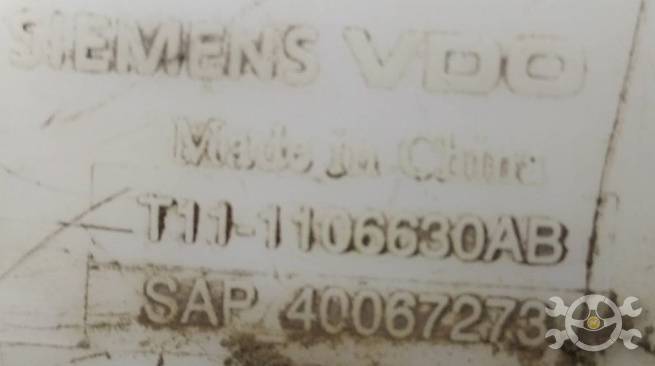 SIEMENS VDO
Made in China
T11-1106630AB
SAP 40067273